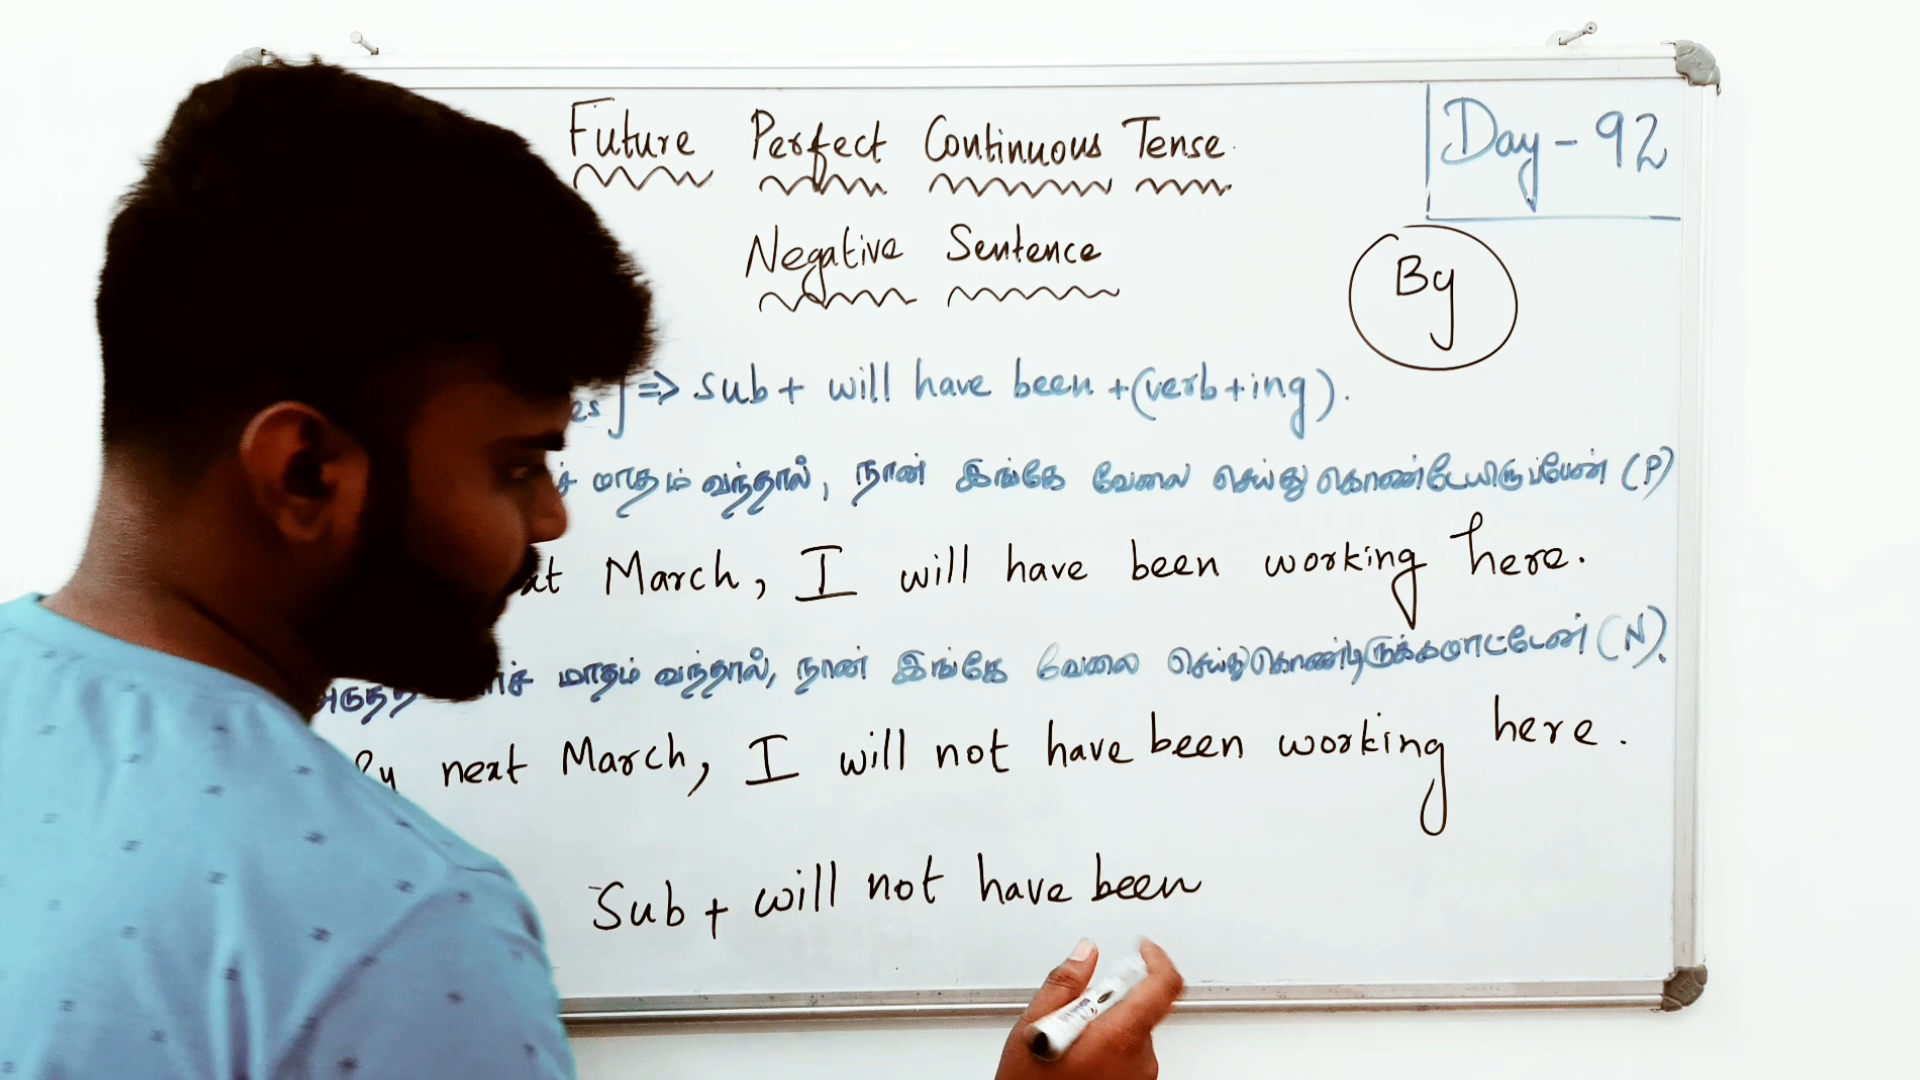 Future Perfect Continuous Tense.
Day - 92
Negative Sentence
By
es] => sub + will have been + (verb+ing).
மாதம் வந்தால், நான் இங்கே வேலை செய்து கொண்டேயிருப்பேன் (P)
March, I will have been working here.
மாதம் வந்தால், நான் இங்கே வேலை செய்துகொண்டிருக்கமாட்டேன் (N).
By next March, I will not have been working here.
Sub + will not have been